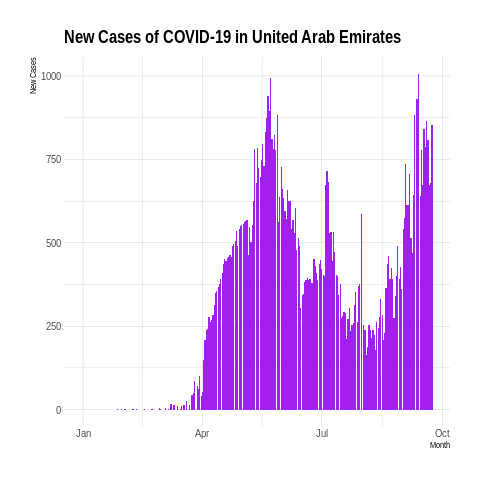 New Cases of COVID-19 in United Arab Emirates
New Cases
1000
750
500
250
0
Jan Apr Jul Oct
Month